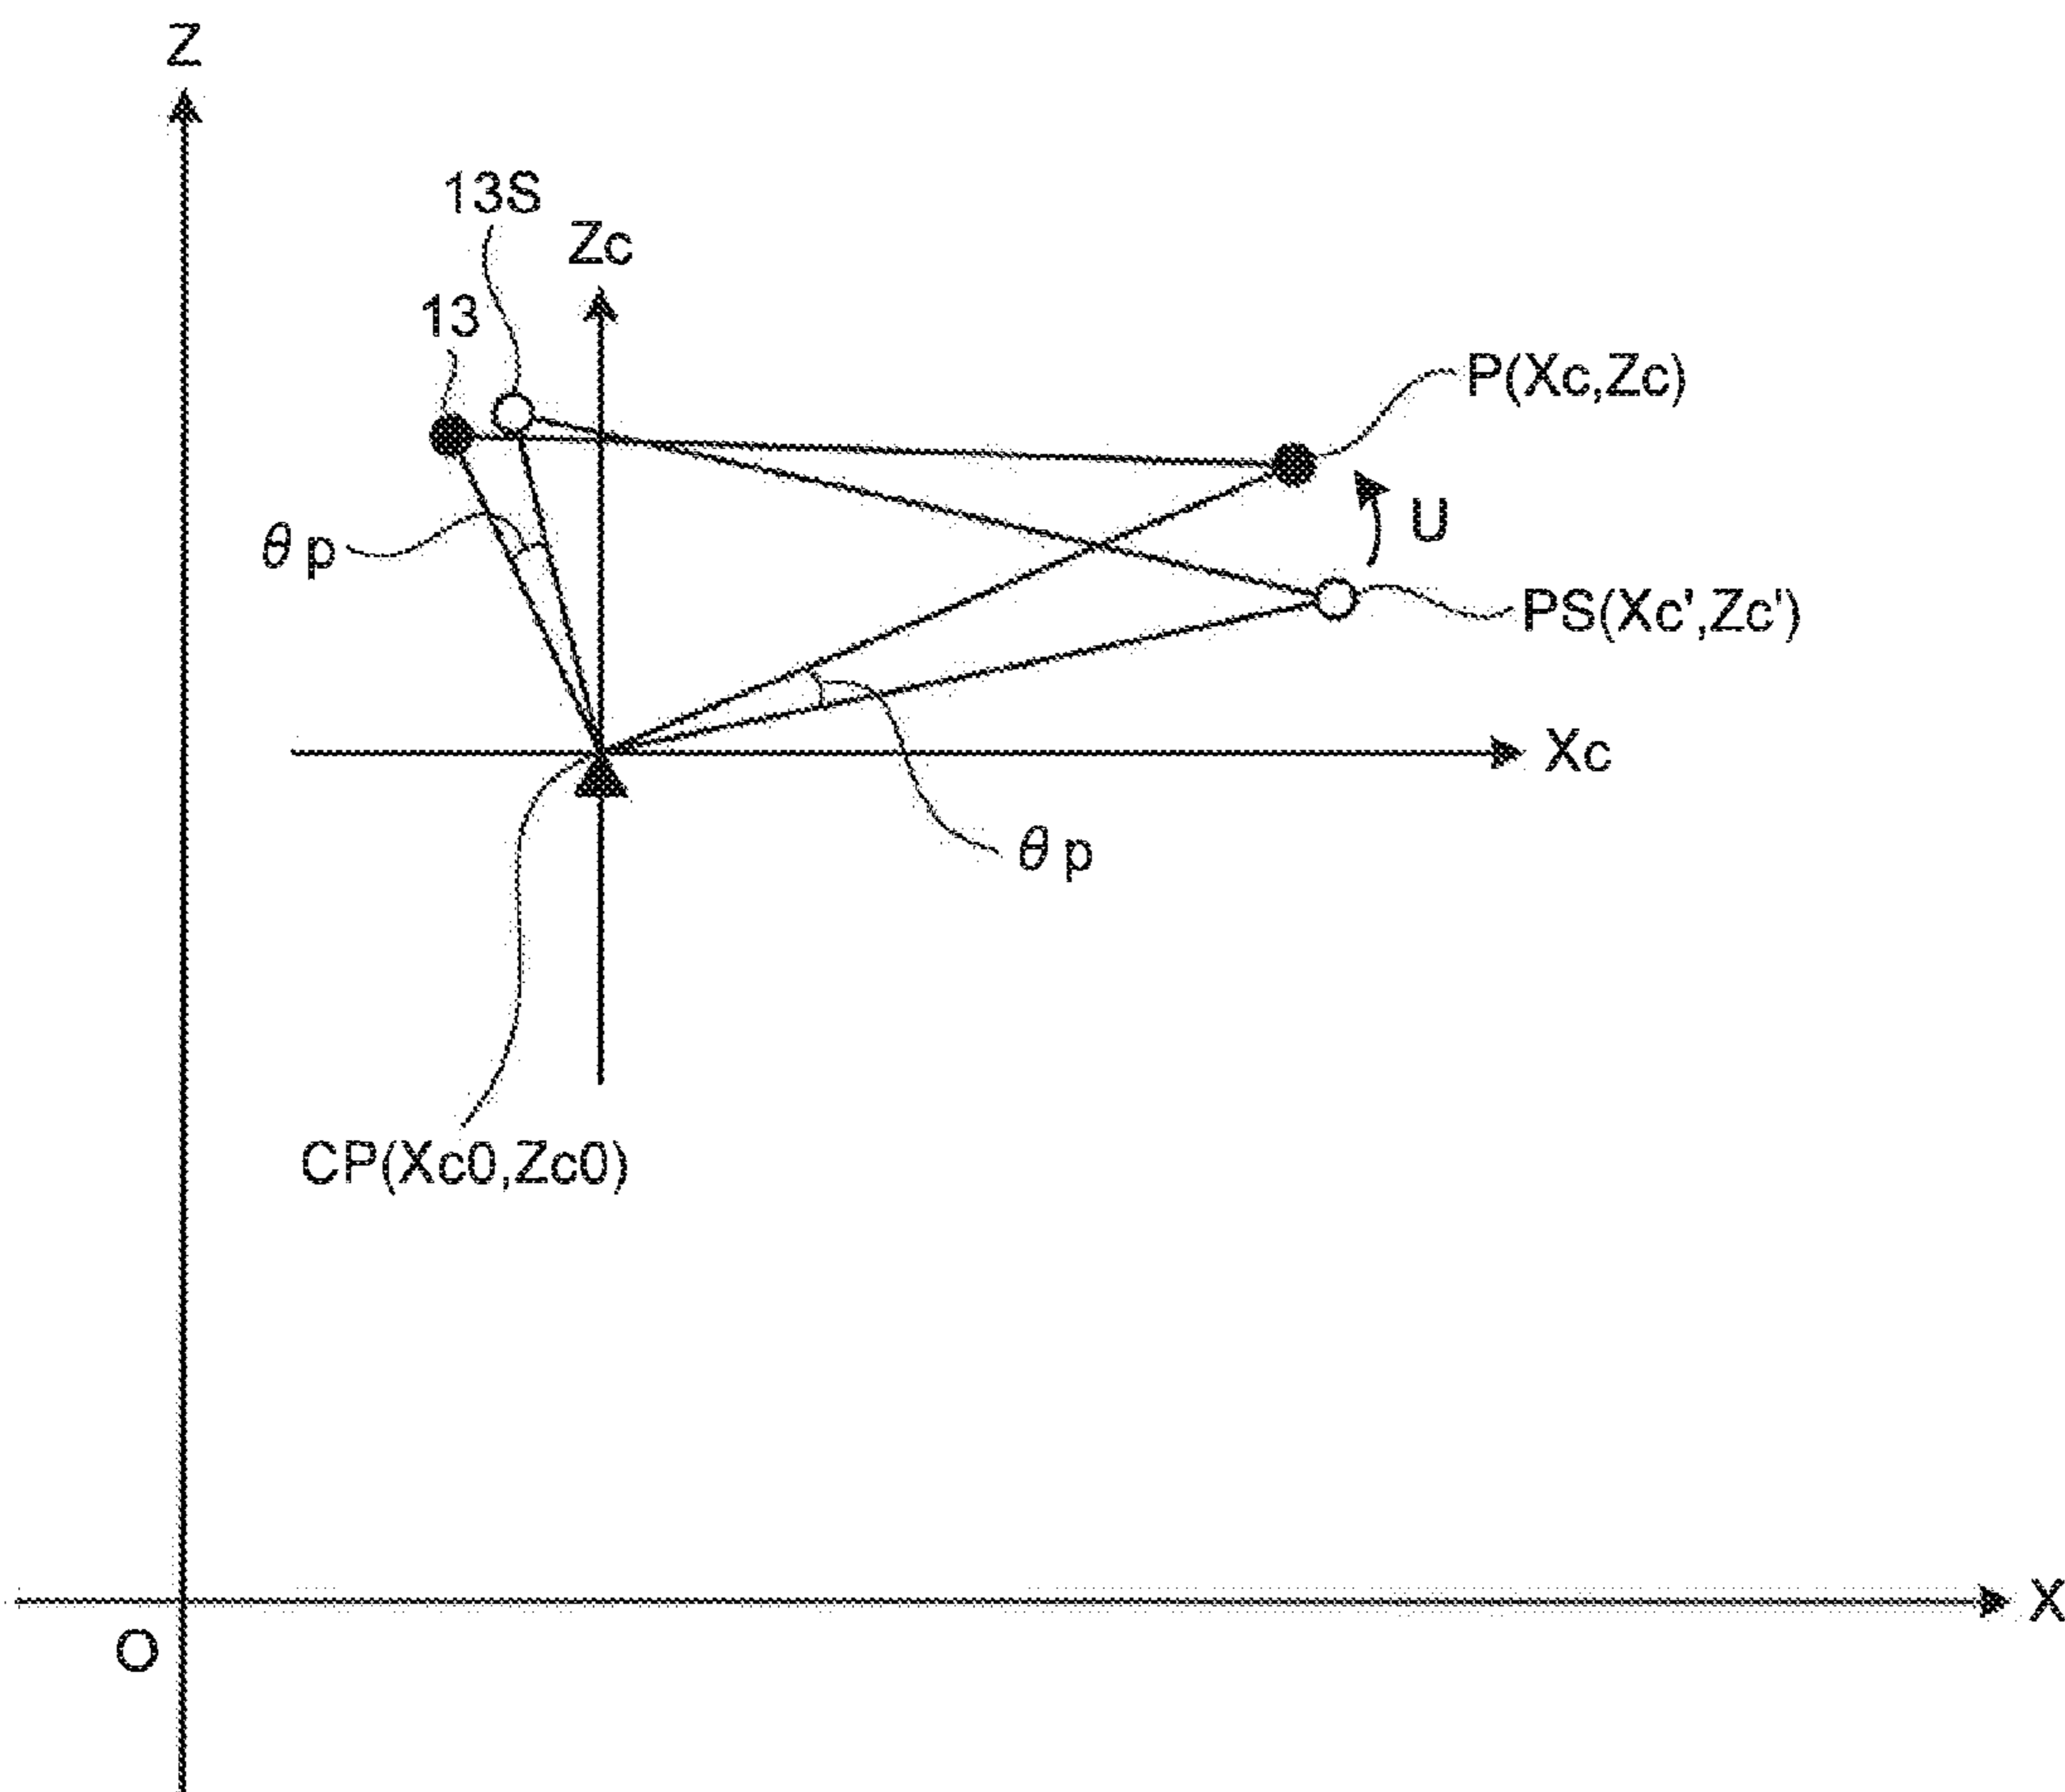 Z
13S
Zc
13
P(Xc,Zc)
U
θp
PS(Xc',Zc')
Xc
θp
CP(Xc0,Zc0)
X
O